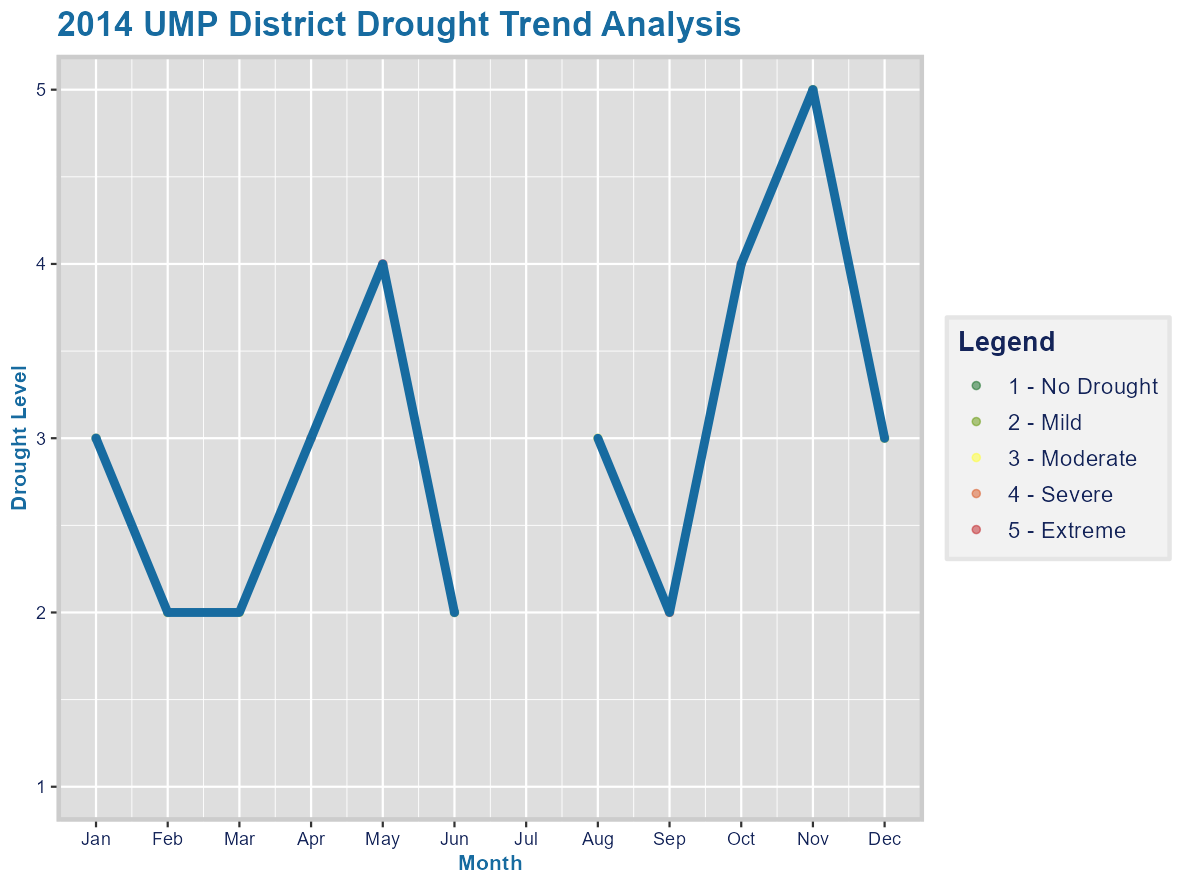 2014 UMP District Drought Trend Analysis
5
4
3
2
1
Drought Level
Jan Feb Mar Apr May Jun Jul Aug Sep Oct Nov Dec
Month
Legend
1 - No Drought
2 - Mild
3 - Moderate
4 - Severe
5 - Extreme